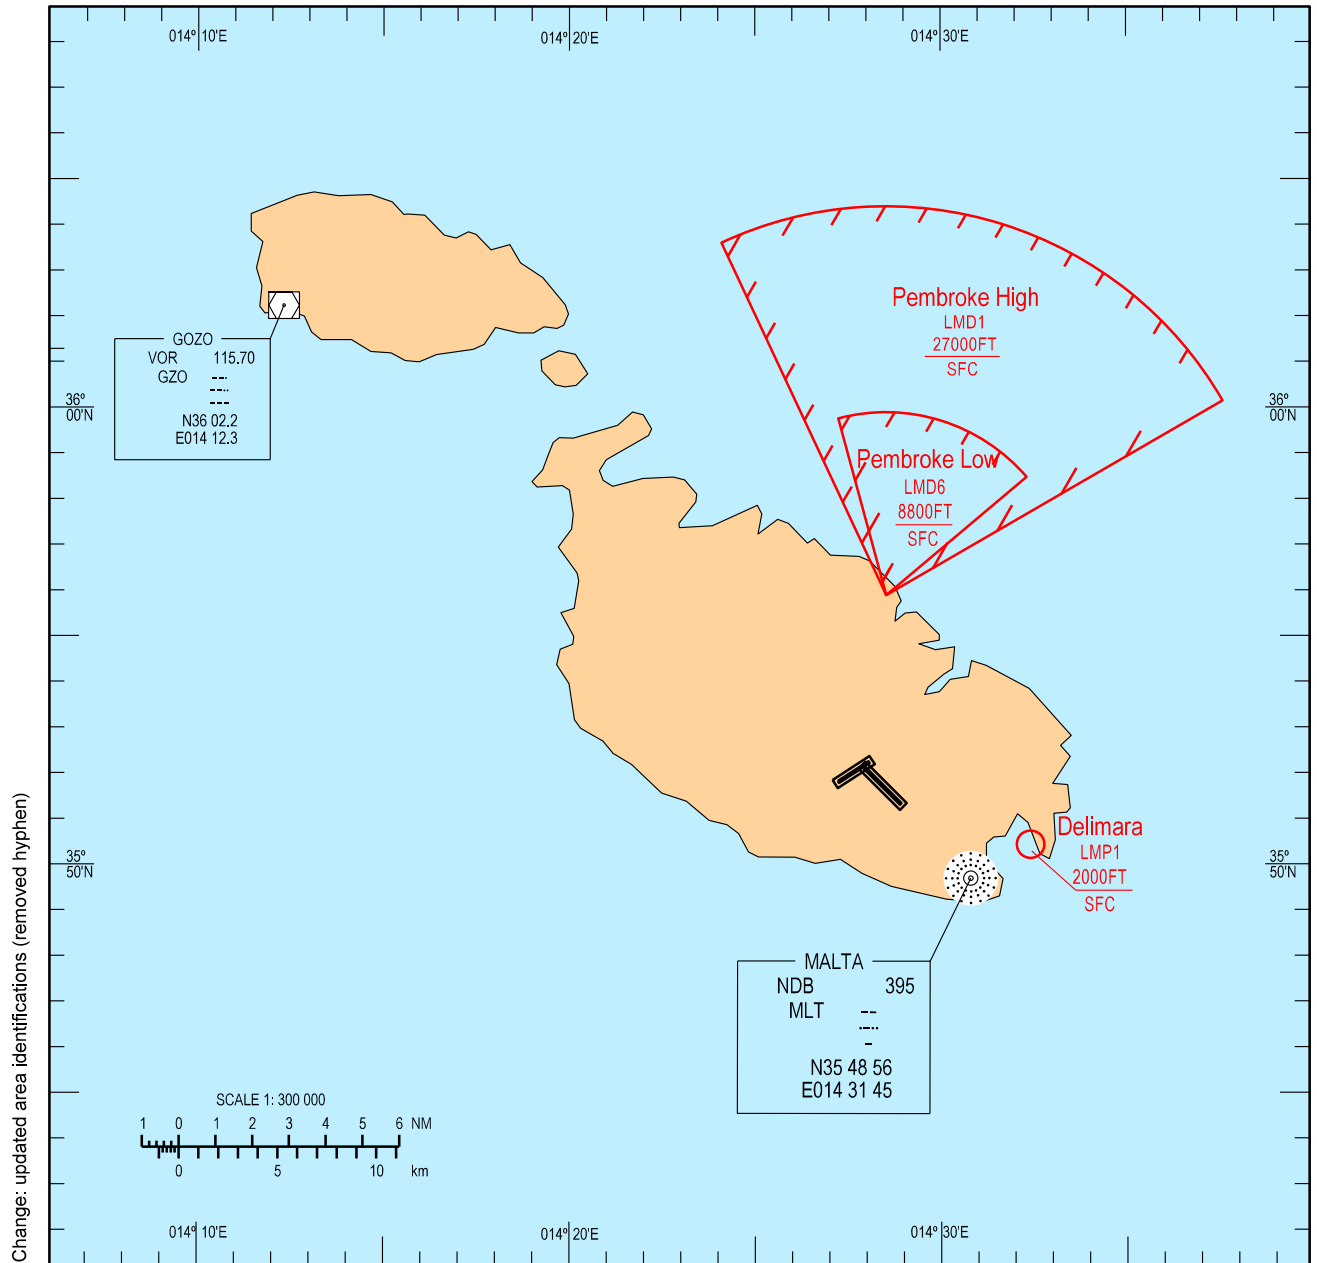 014º 10'E
014º 20'E
014º 30'E
Pembroke High
LMD1
27000FT
SFC
GOZO
VOR 115.70
GZO
N36 02.2
E014 12.3
36º
00'N
36º
00'N
Pembroke Low
LMD6
8800FT
SFC
Delimara
LMP1
2000FT
SFC
35º
50'N
35º
50'N
MALTA
NDB 395
MLT
N35 48 56
E014 31 45
SCALE 1: 300 000
1 0 1 2 3 4 5 6 NM
0 5 10 km
014º 10'E
014º 20'E
014º 30'E
Change: updated area identifications (removed hyphen)